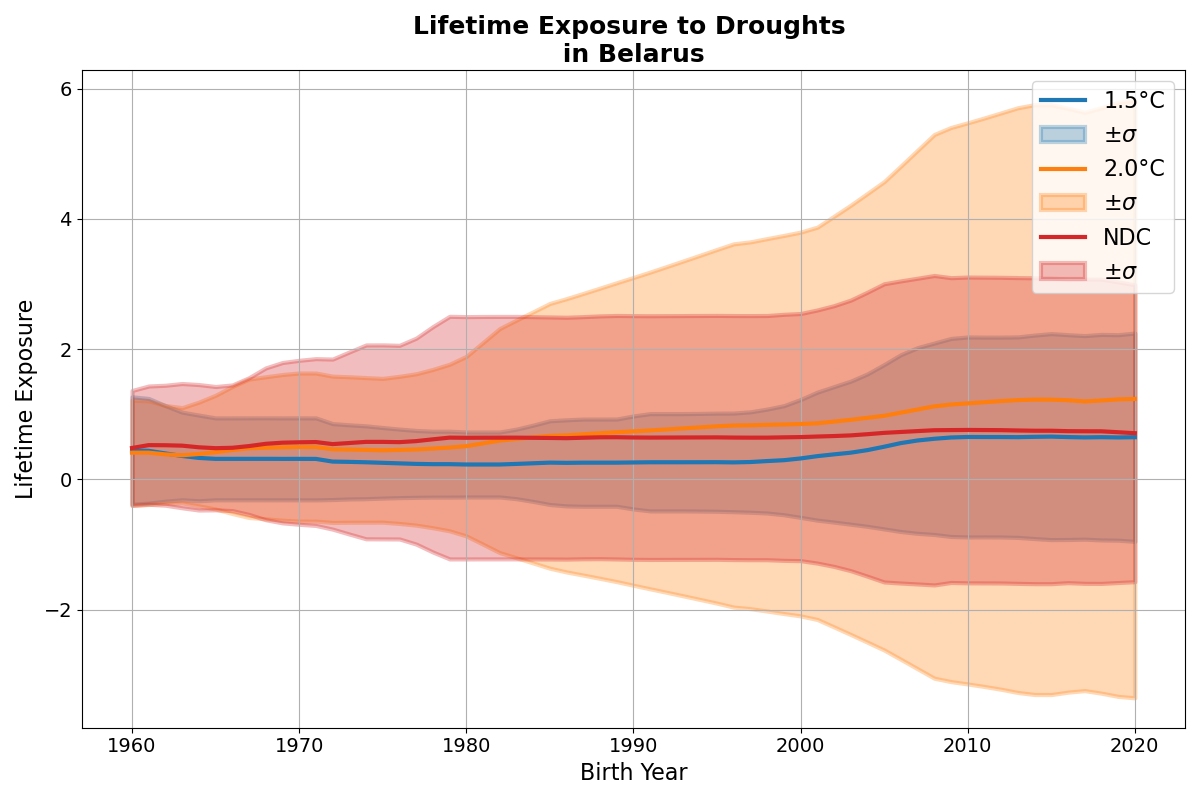 Lifetime Exposure to Droughts
in Belarus
6
4
2
0
−2
Lifetime Exposure
1960
1970
1980
1990
2000
2010
2020
Birth Year
1.5°C
±σ
2.0°C
±σ
NDC
±σ